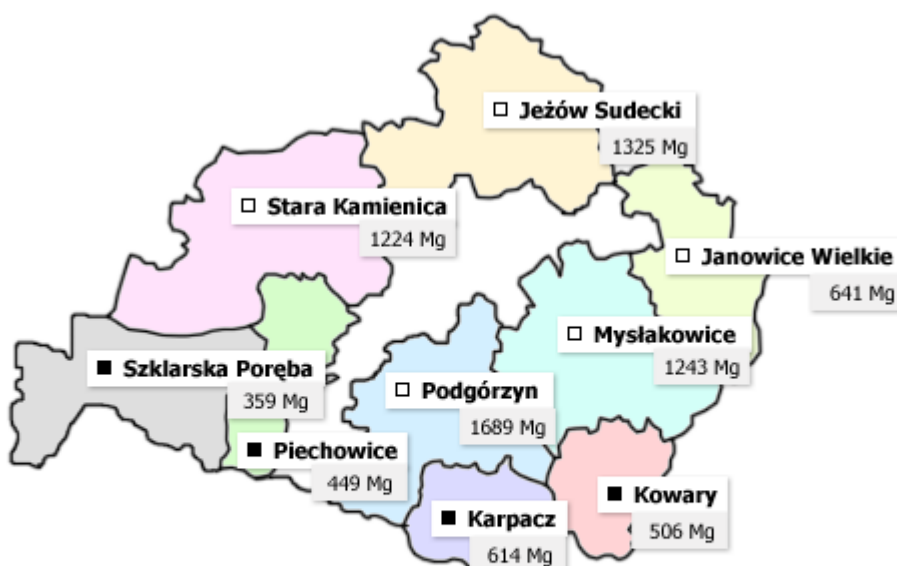 Jeżów Sudecki
1325 Mg
Stara Kamienica
1224 Mg
Janowice Wielkie
641 Mg
Mysłakowice
1243 Mg
Szklarska Poręba
359 Mg
Podgórzyn
1689 Mg
Piechowice
449 Mg
Kowary
506 Mg
Karpacz
614 Mg